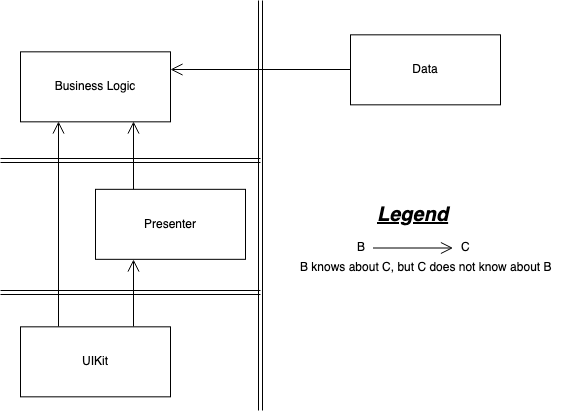 Business Logic
Data
Presenter
Legend
B C
B knows about C, but C does not know about B
UIKit